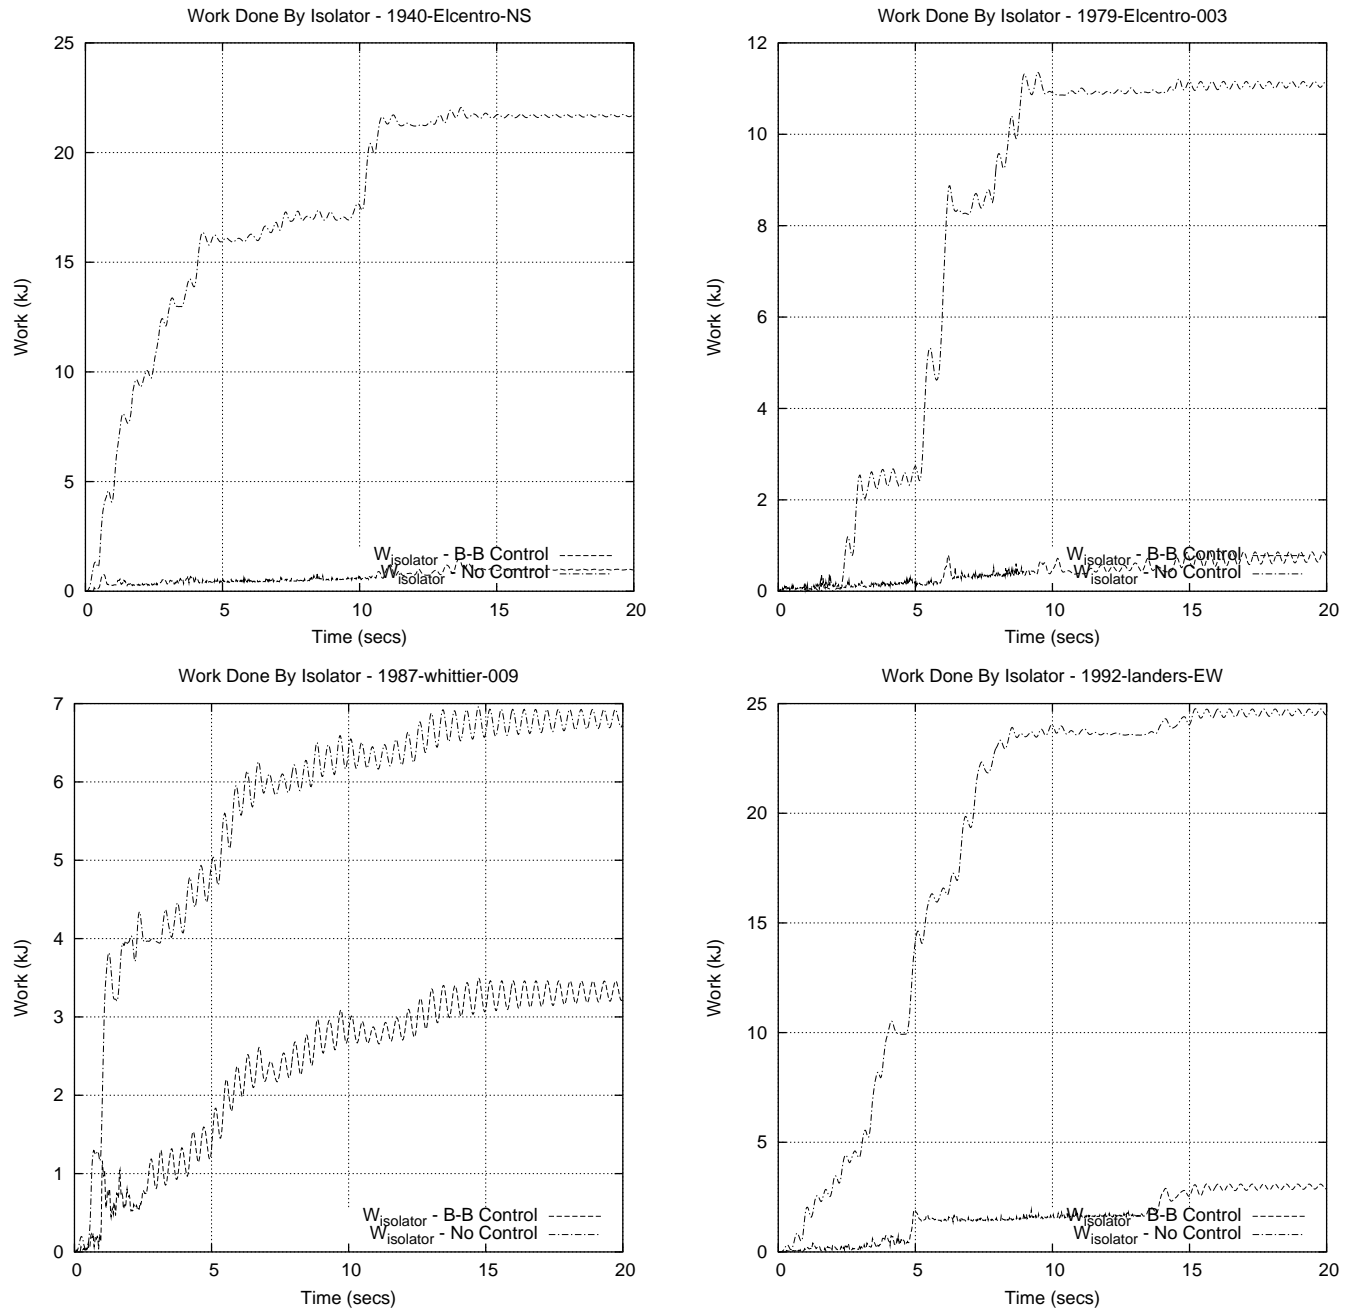 Work Done By Isolator - 1940-Elcentro-NS
25
20
15
10
5
0
Work (kJ)
W_isolator - B-B Control
W_isolator - No Control
0 5 10 15 20
Time (secs)
Work Done By Isolator - 1979-Elcentro-003
12
10
8
6
4
2
0
Work (kJ)
W_isolator - B-B Control
W_isolator - No Control
0 5 10 15 20
Time (secs)
Work Done By Isolator - 1987-whittier-009
7
6
5
4
3
2
1
0
Work (kJ)
W_isolator - B-B Control
W_isolator - No Control
0 5 10 15 20
Time (secs)
Work Done By Isolator - 1992-landers-EW
25
20
15
10
5
0
Work (kJ)
W_isolator - B-B Control
W_isolator - No Control
0 5 10 15 20
Time (secs)